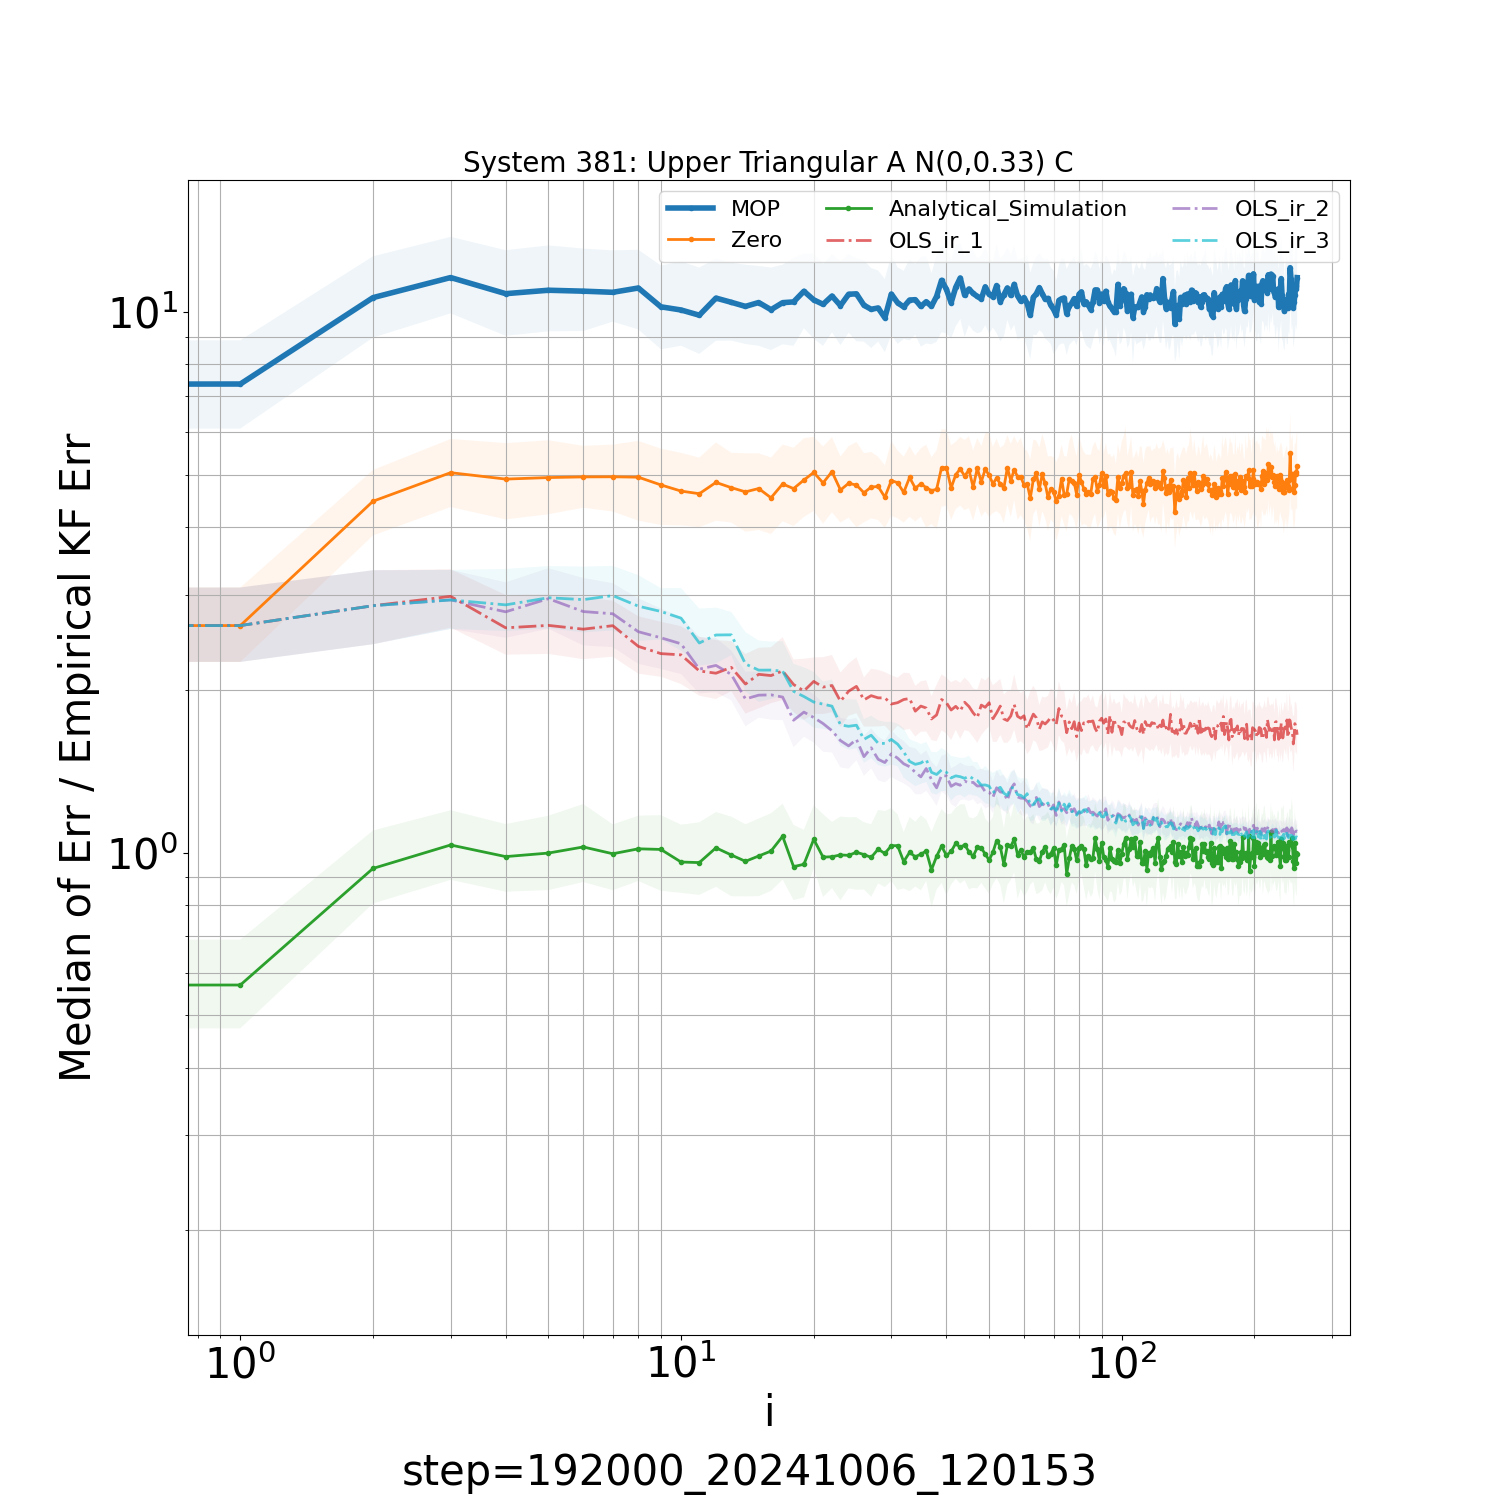 System 381: Upper Triangular A N(0,0.33) C
MOP
Zero
Analytical_Simulation
OLS_ir_1
OLS_ir_2
OLS_ir_3
Median of Err / Empirical KF Err
10¹
10⁰
10⁰ 10¹ 10²
i
step=192000_20241006_120153